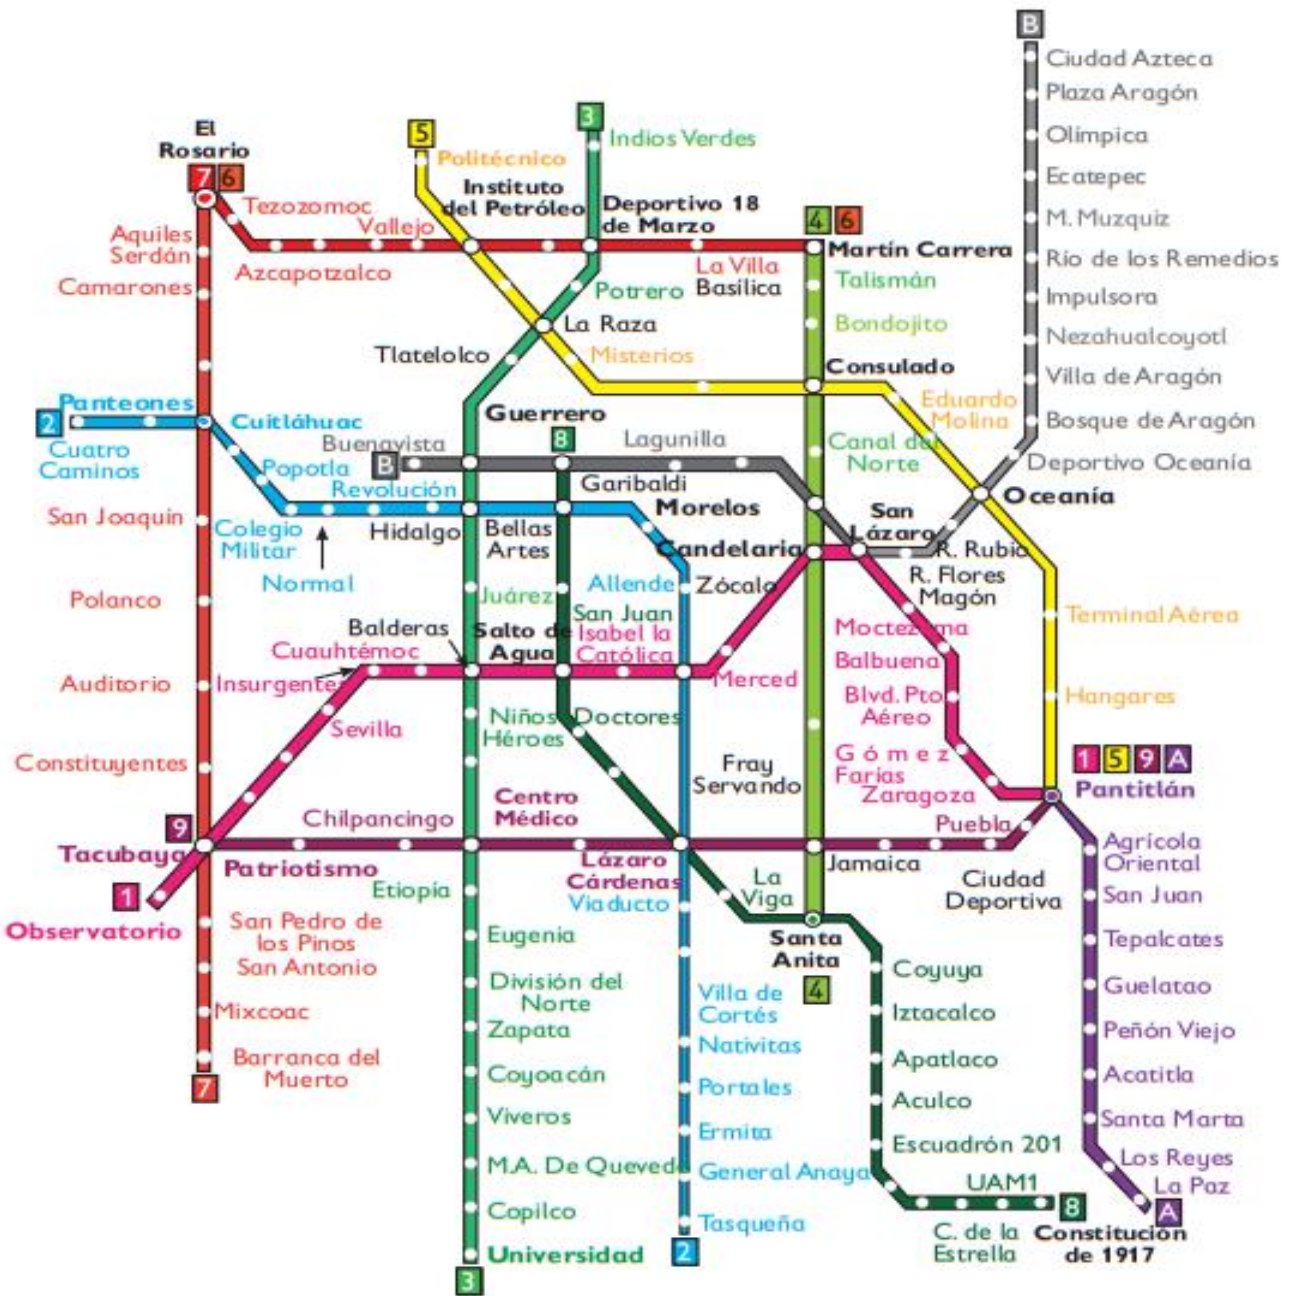 B
Ciudad Azteca
Plaza Aragón
Olímpica
Ecatepec
M. Muzquiz
Río de los Remedios
Impulsora
Nezahualcoyotl
Villa de Aragón
Bosque de Aragón
Deportivo Oceanía
Oceanía
R. Rubio
R. Flores
Magón
San
Lázaro
3
Indios Verdes
5
Politécnico
Instituto
del Petróleo
Deportivo 18
de Marzo
El
Rosario
7 6
Tezozomoc
Vallejo
Azcapotzalco
4 6
Martín Carrera
La Villa
Basílica
Talismán
Bondojito
Aquiles
Serdán
Camarones
Potrero
La Raza
Tlatelolco
Misterios
Consulado
Eduardo
Molina
Canal del
Norte
Panteones
2
Cuitláhuac
Cuatro
Caminos
Popotla
Revolución
Colegio
Militar
Normal
Guerrero
8
Buenavista
B
Lagunilla
Garibaldi
Morelos
Hidalgo
Bellas
Artes
Candelaria
San Joaquín
Polanco
Auditorio
Constituyentes
Allende
Zócalo
Juárez
San Juan
Balderas
Salto de
Agua
Isabel la
Católica
Cuauhtémoc
Insurgentes
Sevilla
Merced
Moctezuma
Balbuena
Blvd. Pto
Aéreo
Gómez
Farías
Zaragoza
Terminal Aérea
Hangares
1 5 9 A
Pantitlán
Niños
Héroes
Doctores
Fray
Servando
9
Tacubaya
Chilpancingo
Patriotismo
Centro
Médico
Lázaro
Cárdenas
Jamaica
Puebla
Ciudad
Deportiva
1
Observatorio
Etiopía
Viaducto
La
Viga
Santa
Anita
4
San Pedro de
los Pinos
San Antonio
Mixcoac
Barranca del
Muerto
7
Eugenia
División del
Norte
Zapata
Coyoacán
Viveros
M.A. De Quevedo
Copilco
Universidad
3
Villa de
Cortés
Nativitas
Portales
Ermita
General Anaya
Tasqueña
2
Coyuya
Iztacalco
Apatlaco
Aculco
Escuadrón 201
UAM1
8
C. de la
Estrella
Constitución
de 1917
Agrícola
Oriental
San Juan
Tepalcates
Guelatao
Peñón Viejo
Acatitla
Santa Marta
Los Reyes
La Paz
A